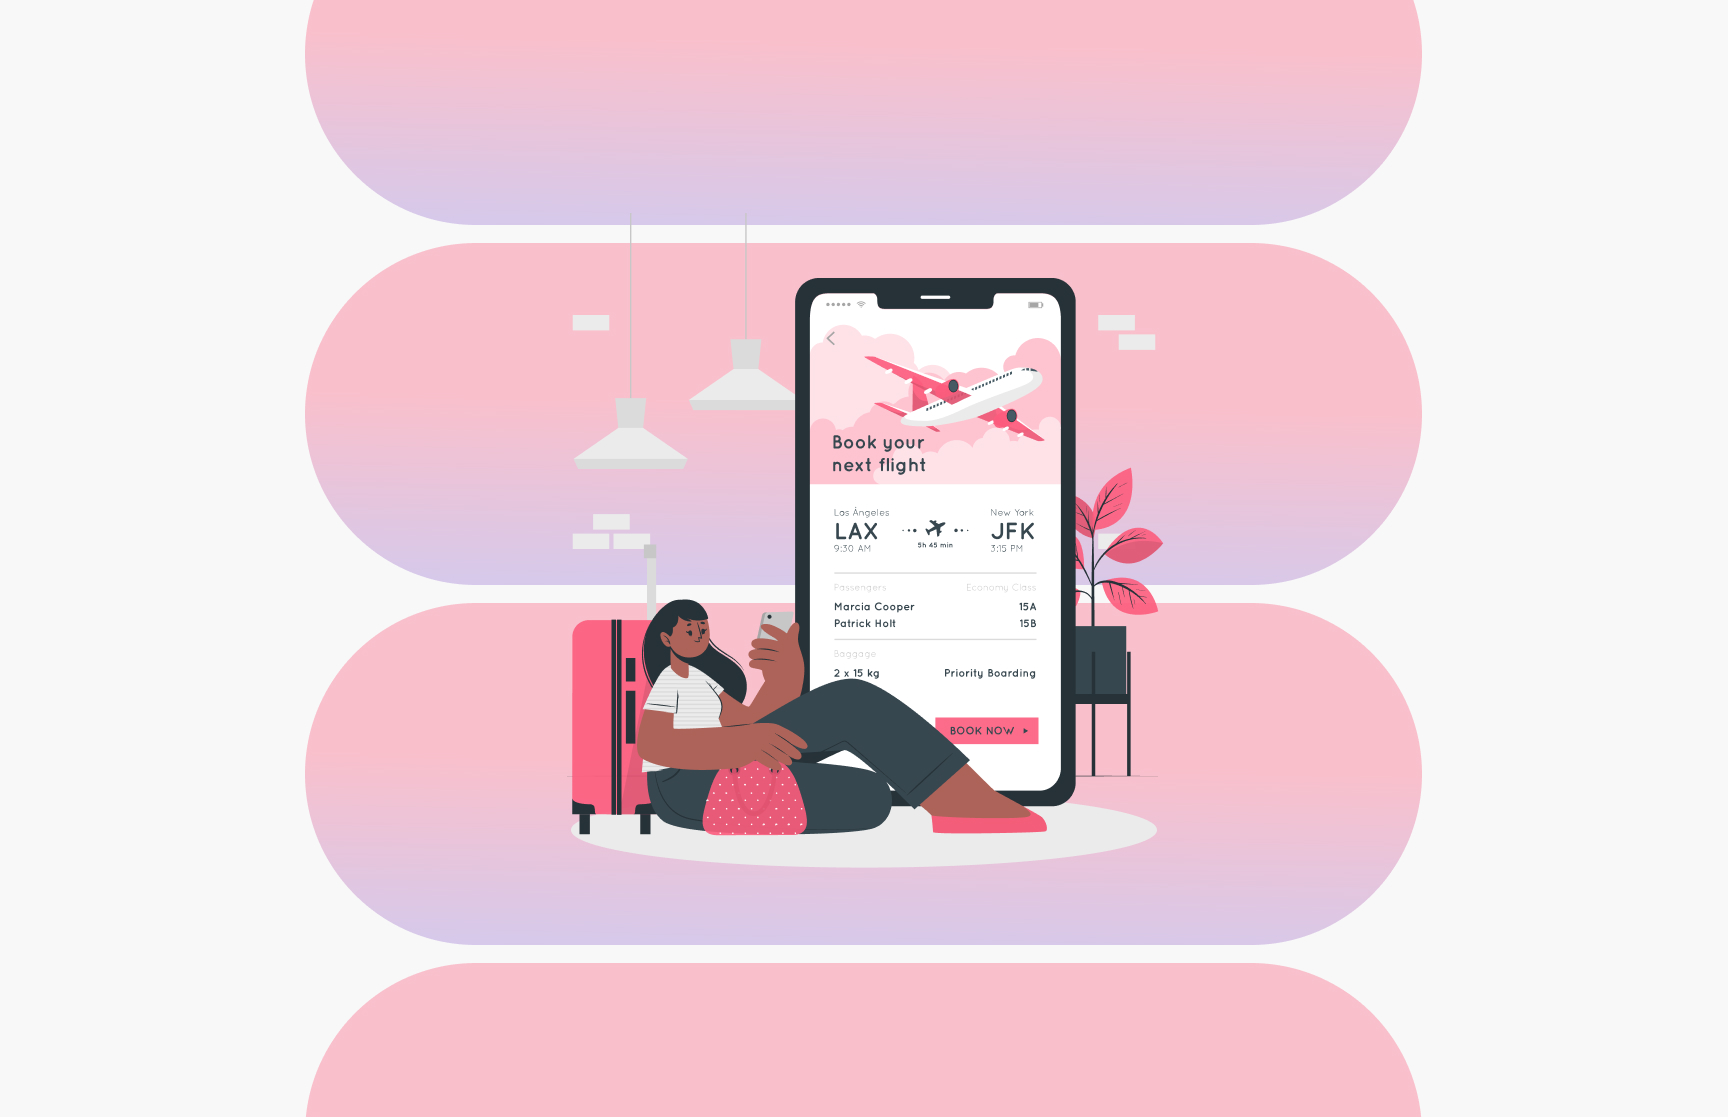 Book your
next flight
Los Ángeles
New York
LAX
JFK
9:30 AM
5h 45 min
3:15 PM
Passengers
Economy Class
Marcia Cooper
15A
Patrick Holt
15B
Baggage
2 x 15 kg
Priority Boarding
BOOK NOW